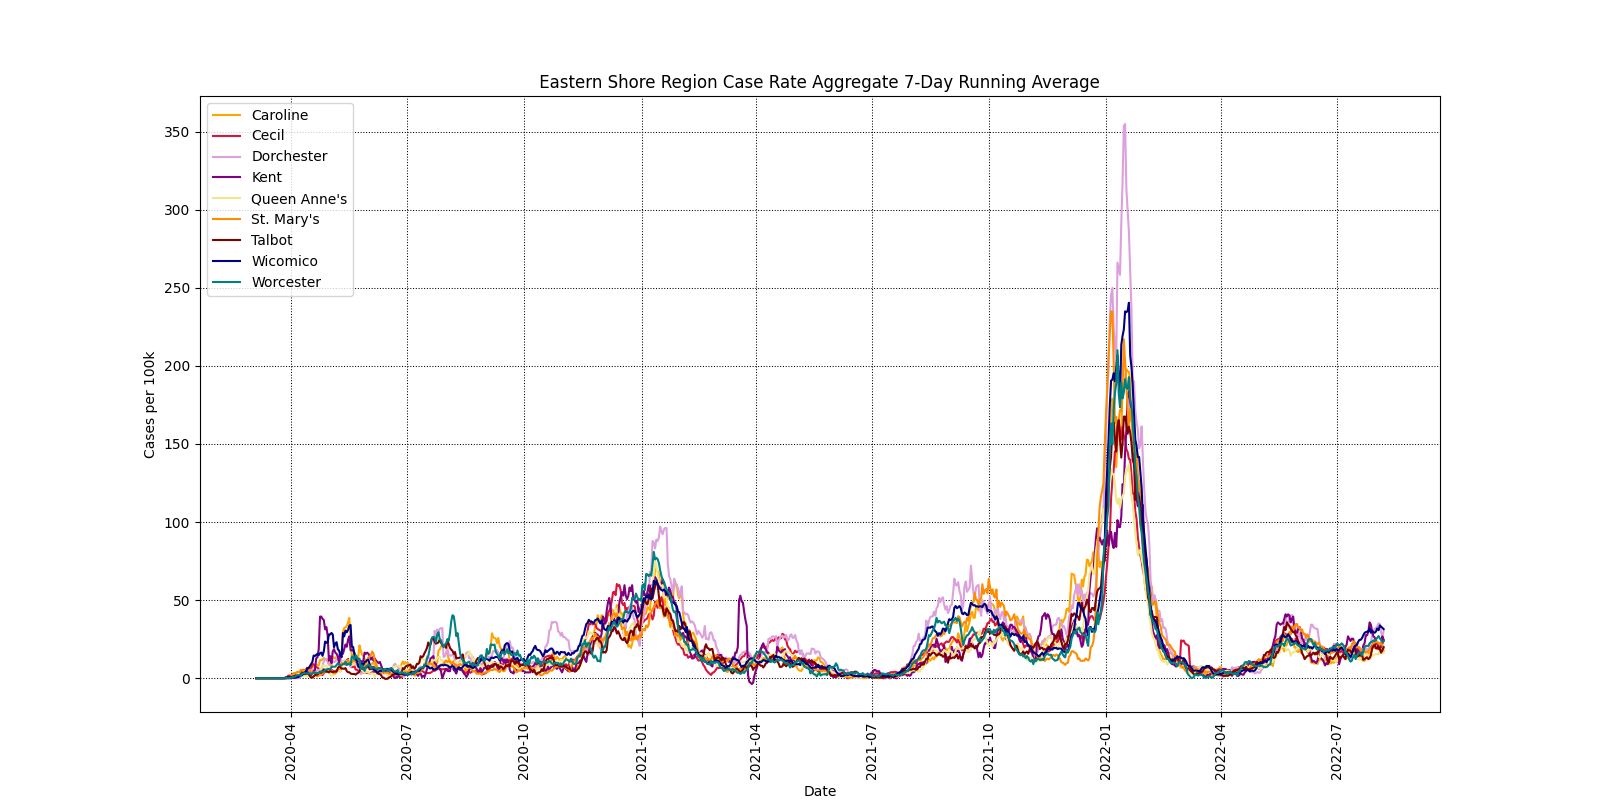 Eastern Shore Region Case Rate Aggregate 7-Day Running Average
Caroline
Cecil
Dorchester
Kent
Queen Anne's
St. Mary's
Talbot
Wicomico
Worcester
Cases per 100k
350
300
250
200
150
100
50
0
2020-04
2020-07
2020-10
2021-01
2021-04
2021-07
2021-10
2022-01
2022-04
2022-07
Date